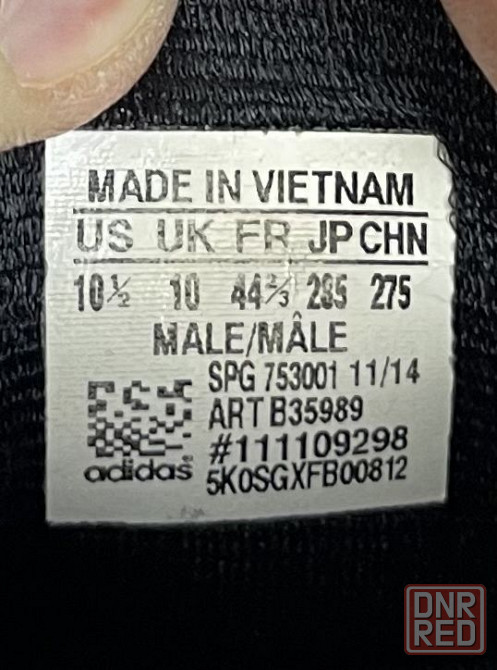 MADE IN VIETNAM
US UK FR JP CHN
10½ 10 44⅔ 285 275
MALE/MÂLE
SPG 753001 11/14
ART B35989
#111109298
adidas
5K0SGXFB00812
DNR
RED